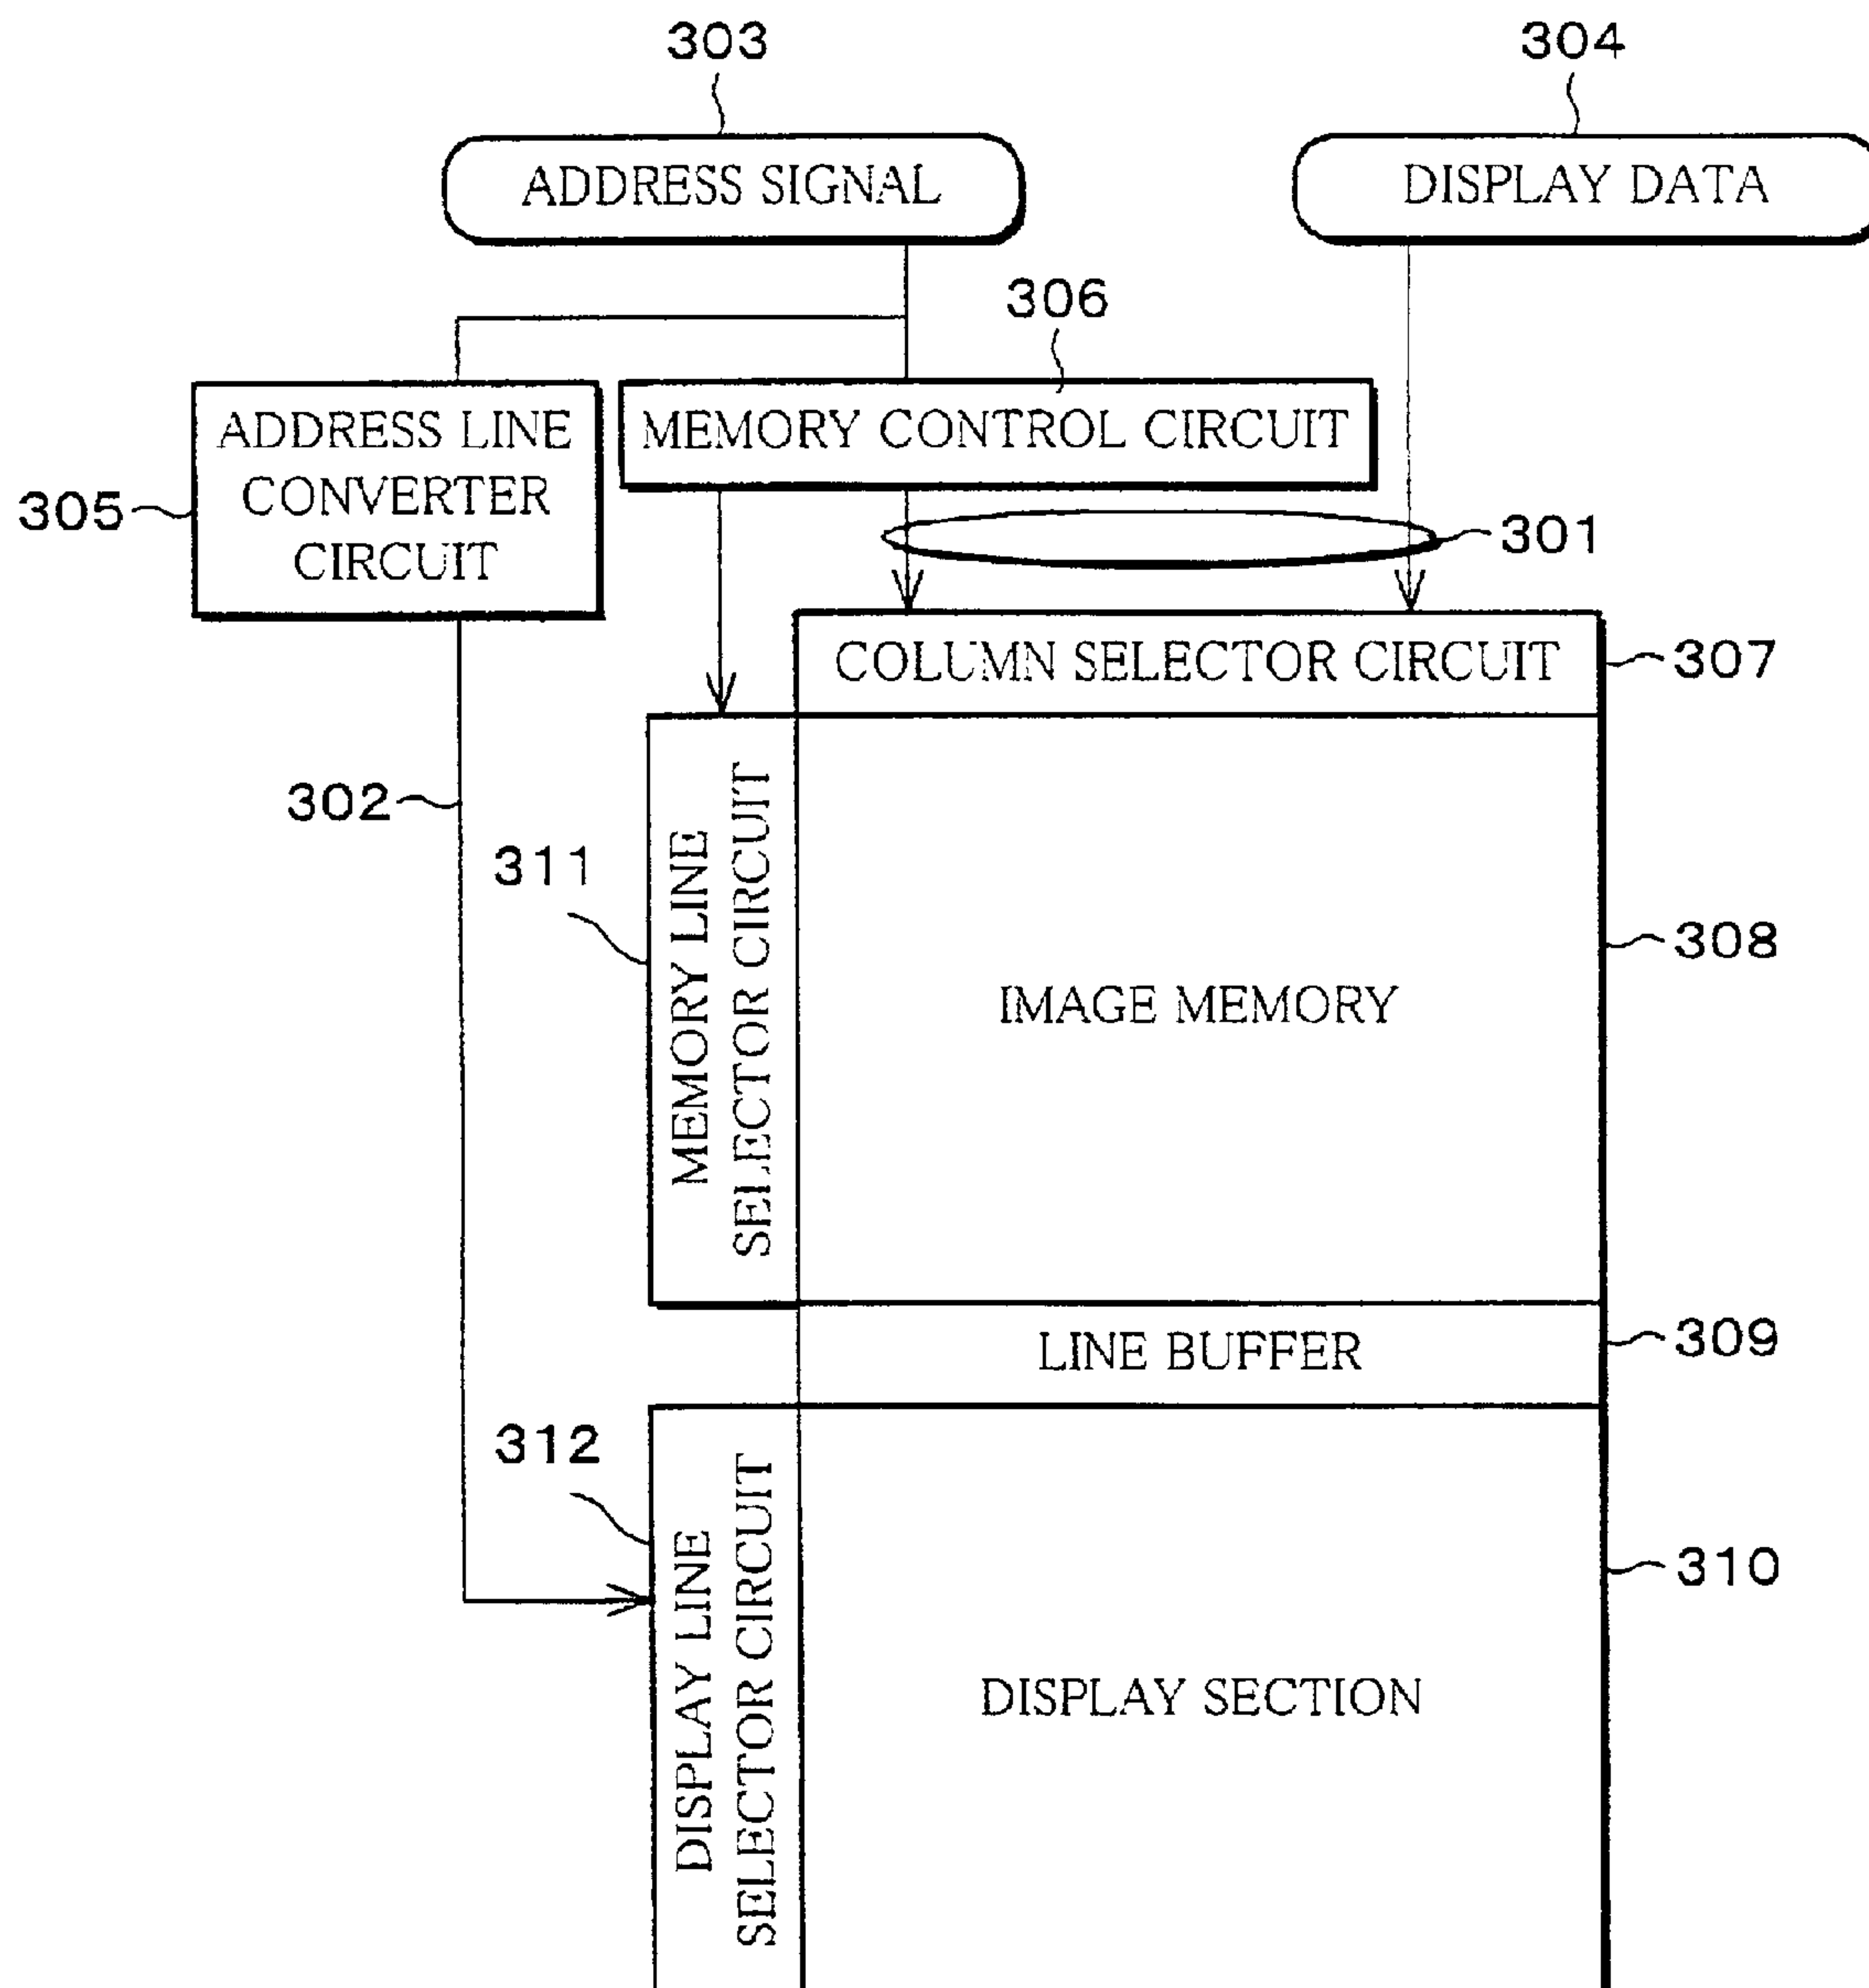 303
304
ADDRESS SIGNAL
DISPLAY DATA
306
ADDRESS LINE
CONVERTER
CIRCUIT
MEMORY CONTROL CIRCUIT
305
301
COLUMN SELECTOR CIRCUIT
307
302
311
MEMORY LINE
SELECTOR CIRCUIT
IMAGE MEMORY
308
LINE BUFFER
309
312
DISPLAY LINE
SELECTOR CIRCUIT
DISPLAY SECTION
310